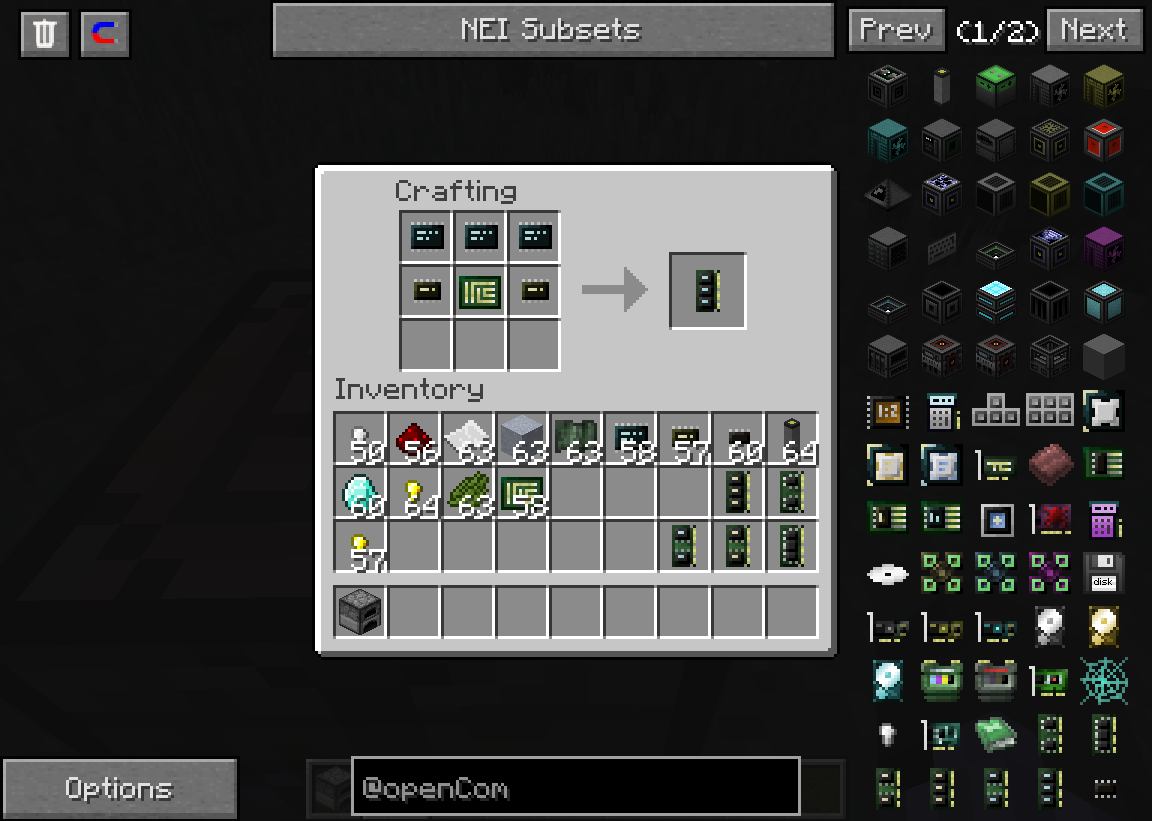 NEI Subsets
Prev (1/2) Next
Crafting
1:2
Inventory
50 56 63 63 63 58 57 60 64
60 64 63 58
57
disk
Options
@openCom